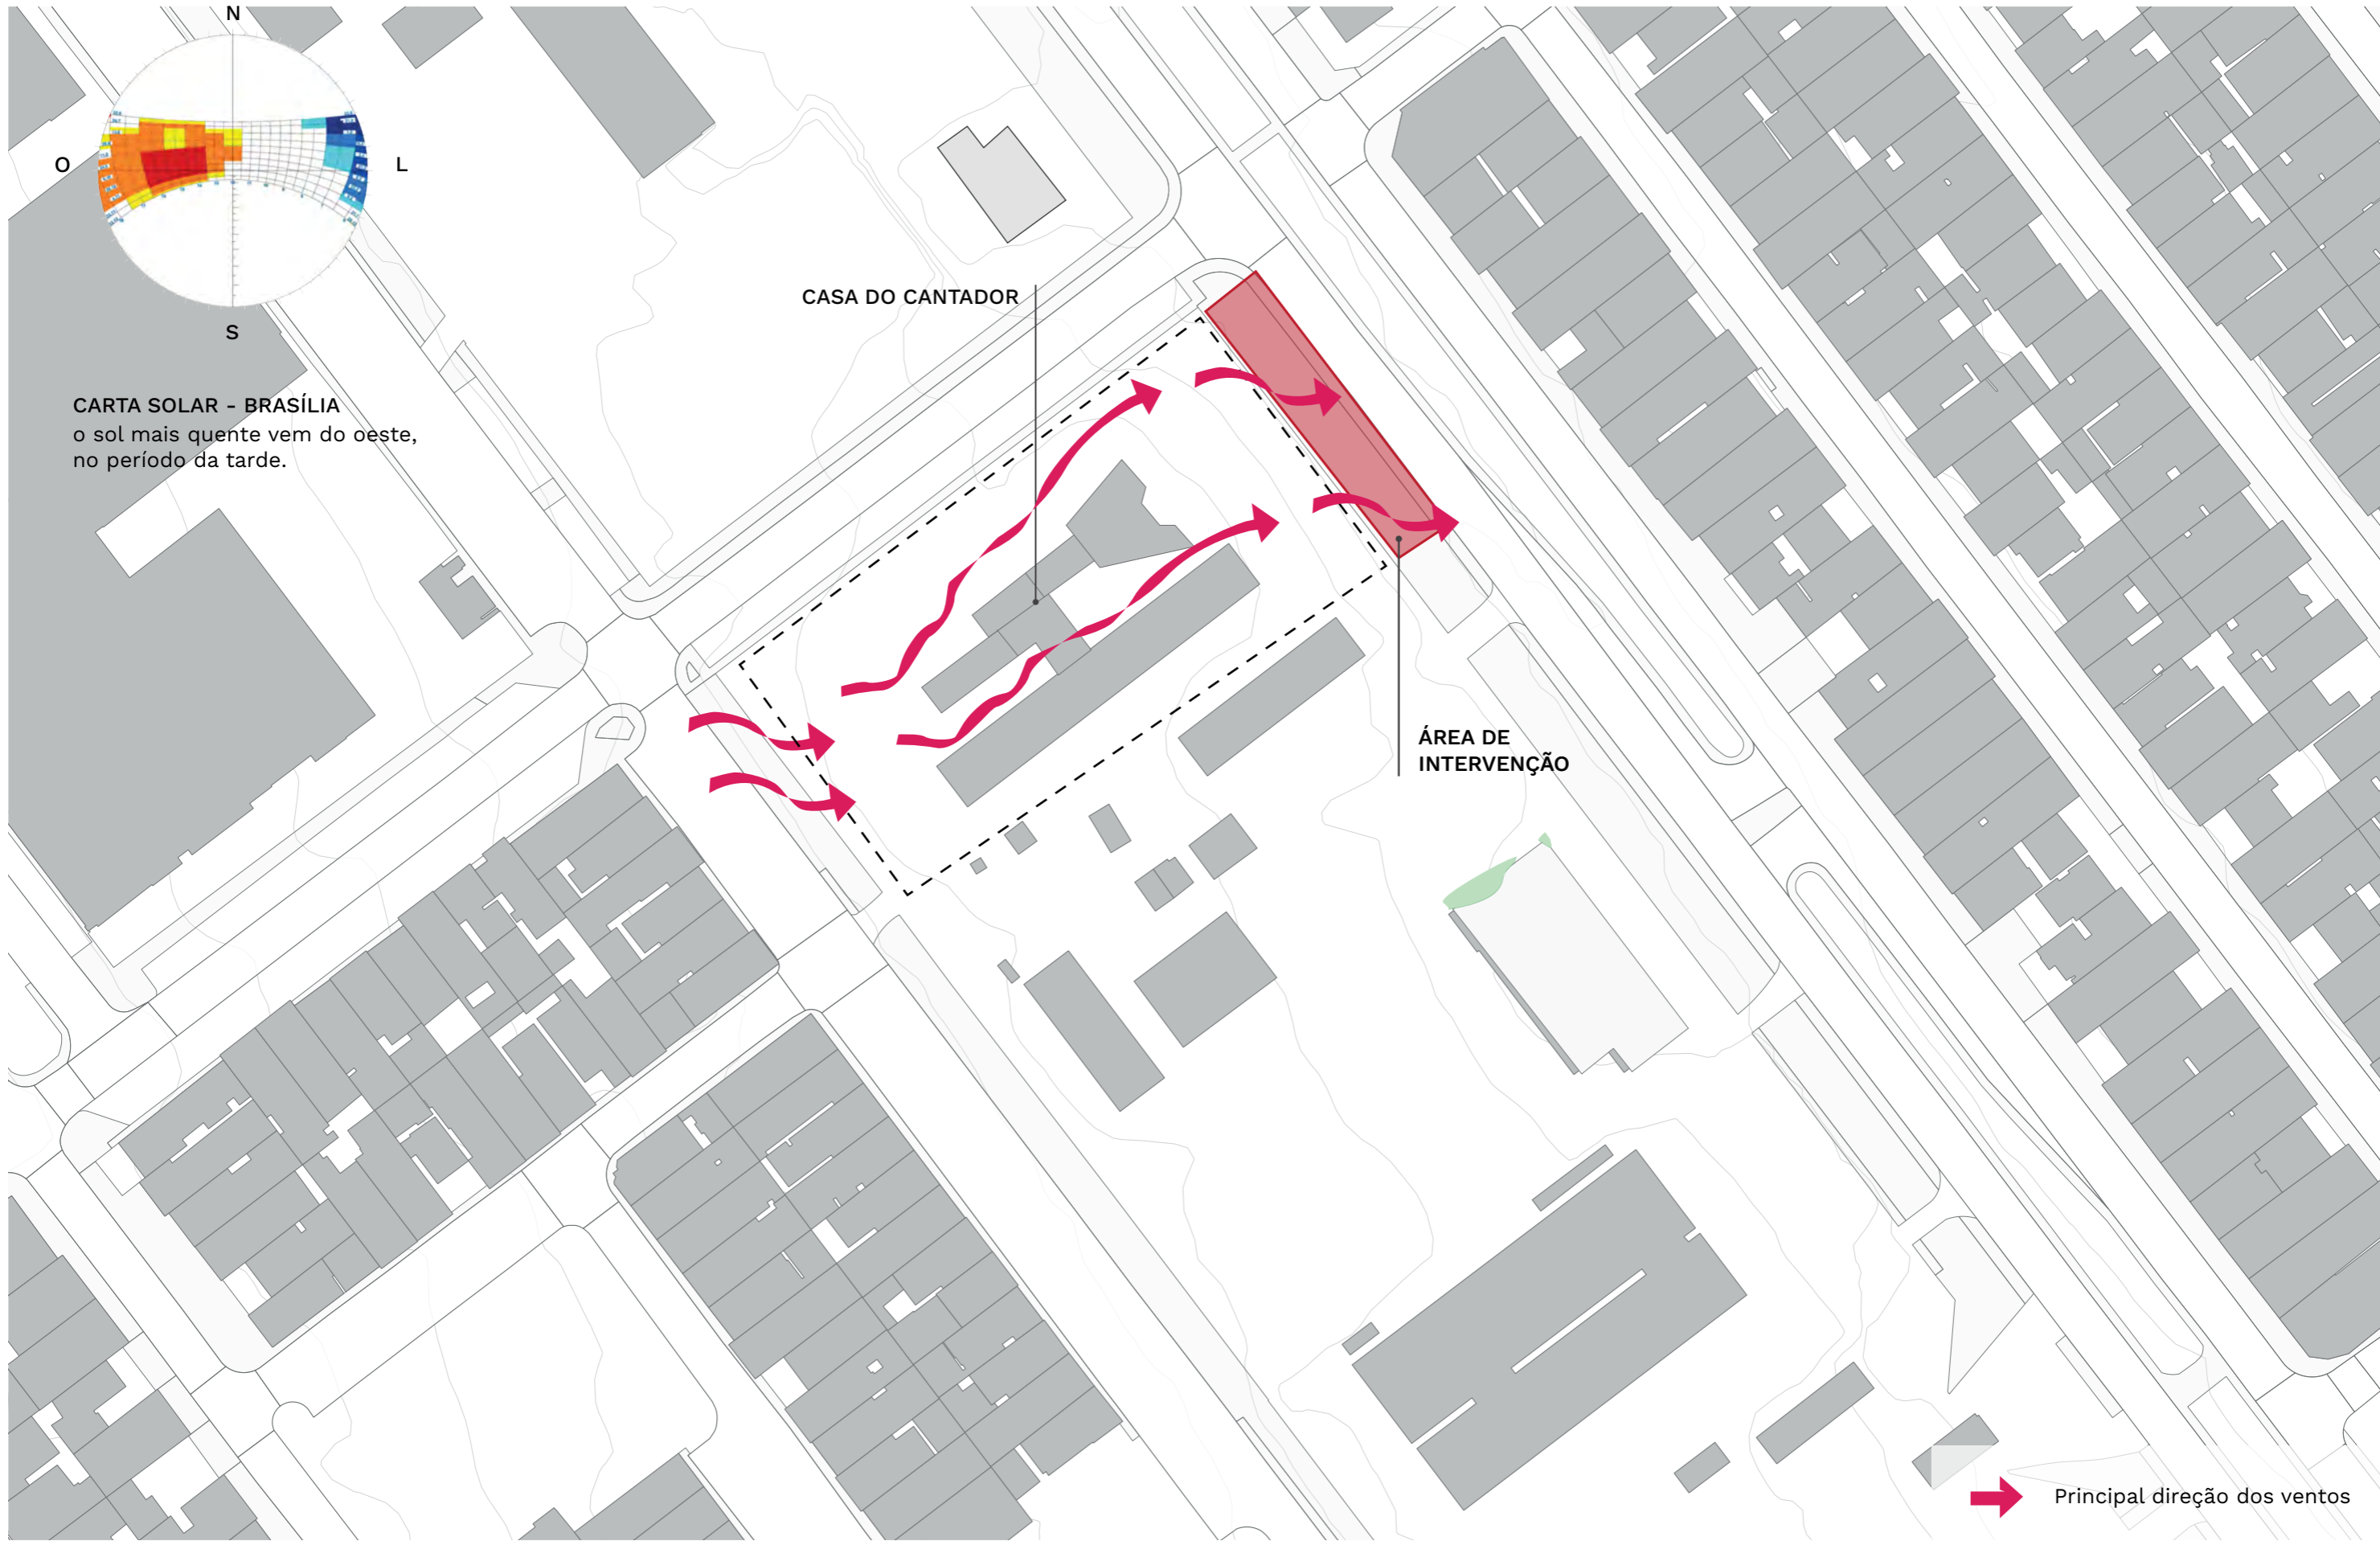 N
O
L
S
CARTA SOLAR - BRASÍLIA
o sol mais quente vem do oeste,
no período da tarde.
CASA DO CANTADOR
ÁREA DE
INTERVENÇÃO
Principal direção dos ventos